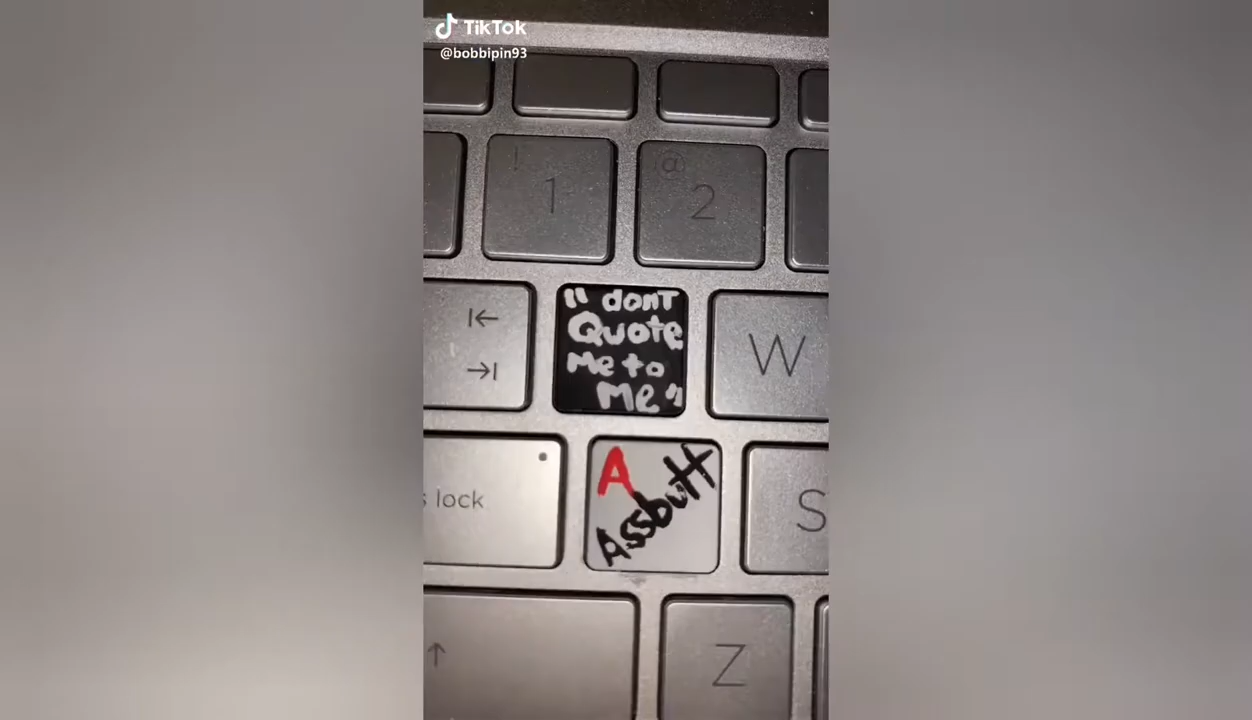 TikTok
@bobbipin93
! @
1 2
"donT
Quote
Me to
Me"
W
A
Assbutt
lock
S
Z